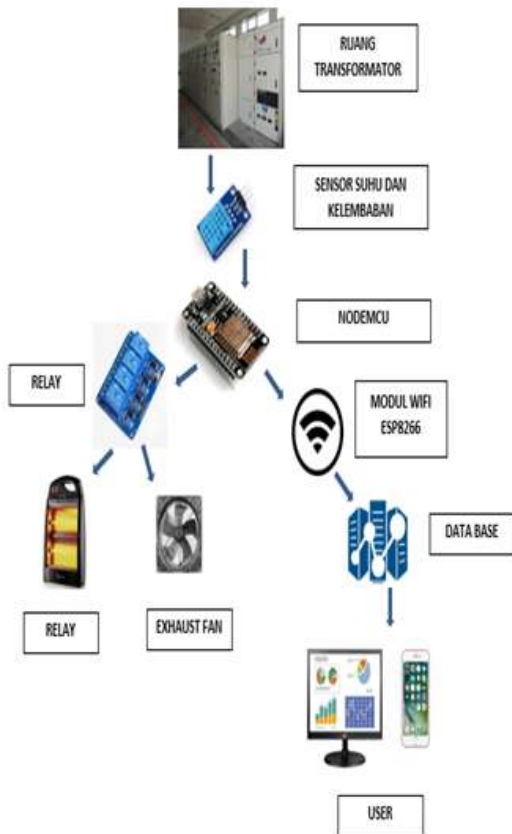 RUANG
TRANSFORMATOR
SENSOR SUHU DAN
KELEMBABAN
NODEMCU
RELAY
MODUL WIFI
ESP8266
DATA BASE
RELAY
EXHAUST FAN
USER